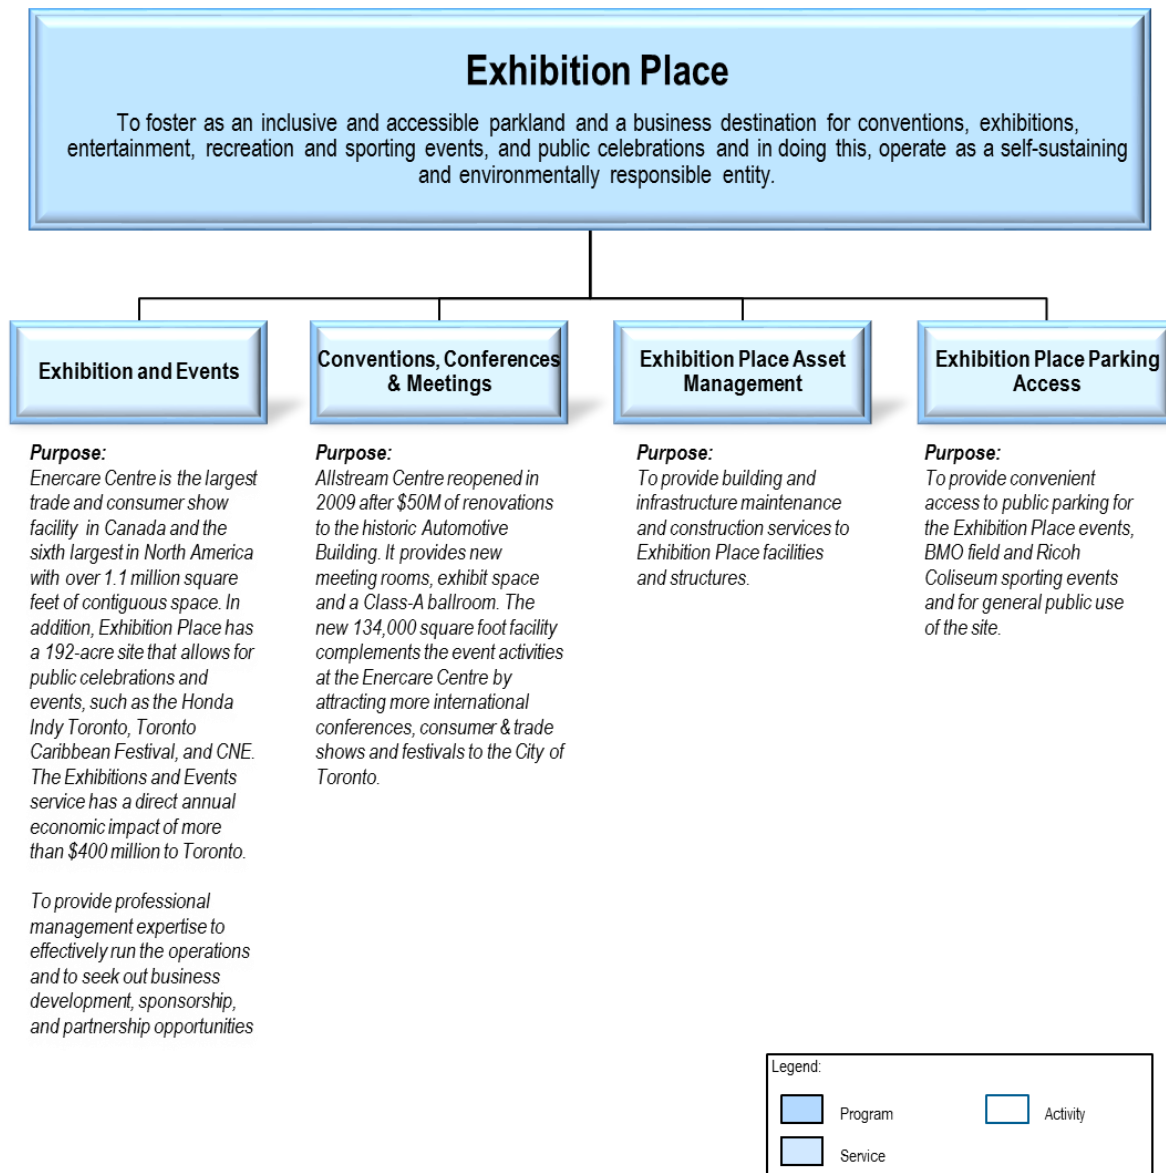 Exhibition Place
To foster as an inclusive and accessible parkland and a business destination for conventions, exhibitions,
entertainment, recreation and sporting events, and public celebrations and in doing this, operate as a self-sustaining
and environmentally responsible entity.
Exhibition and Events
Purpose:
Enercare Centre is the largest
trade and consumer show
facility in Canada and the
sixth largest in North America
with over 1.1 million square
feet of contiguous space. In
addition, Exhibition Place has
a 192-acre site that allows for
public celebrations and
events, such as the Honda
Indy Toronto, Toronto
Caribbean Festival, and CNE.
The Exhibitions and Events
service has a direct annual
economic impact of more
than $400 million to Toronto.
To provide professional
management expertise to
effectively run the operations
and to seek out business
development, sponsorship,
and partnership opportunities
Conventions, Conferences
& Meetings
Purpose:
Allstream Centre reopened in
2009 after $50M of renovations
to the historic Automotive
Building. It provides new
meeting rooms, exhibit space
and a Class-A ballroom. The
new 134,000 square foot facility
complements the event activities
at the Enercare Centre by
attracting more international
conferences, consumer & trade
shows and festivals to the City of
Toronto.
Exhibition Place Asset
Management
Purpose:
To provide building and
infrastructure maintenance
and construction services to
Exhibition Place facilities
and structures.
Exhibition Place Parking
Access
Purpose:
To provide convenient
access to public parking for
the Exhibition Place events,
BMO field and Ricoh
Coliseum sporting events
and for general public use
of the site.
Legend:
Program
Activity
Service